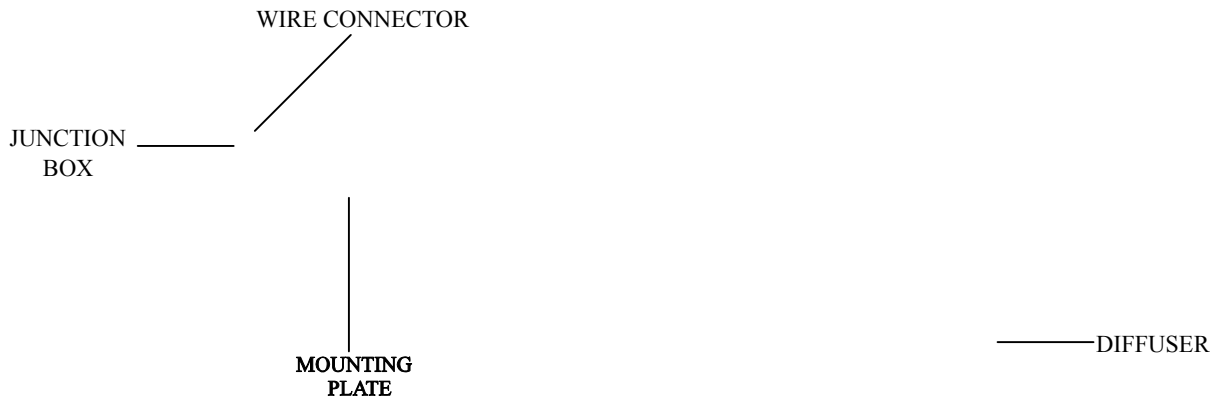 WIRE CONNECTOR
JUNCTION
BOX
MOUNTING
PLATE
DIFFUSER